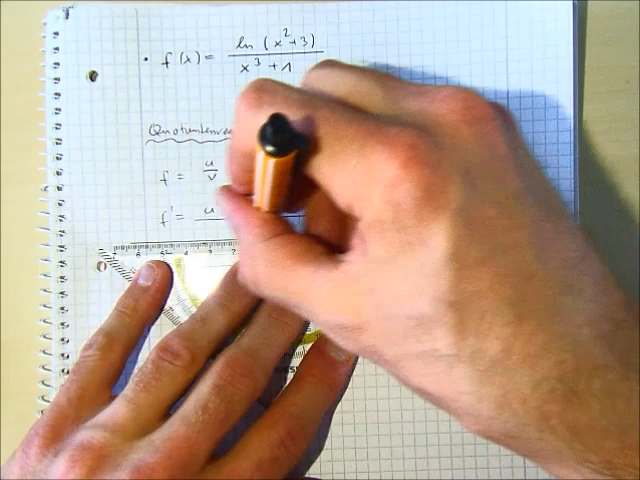 • f(x) = ln(x²+3) / x³+1
f = u/v
f' = u